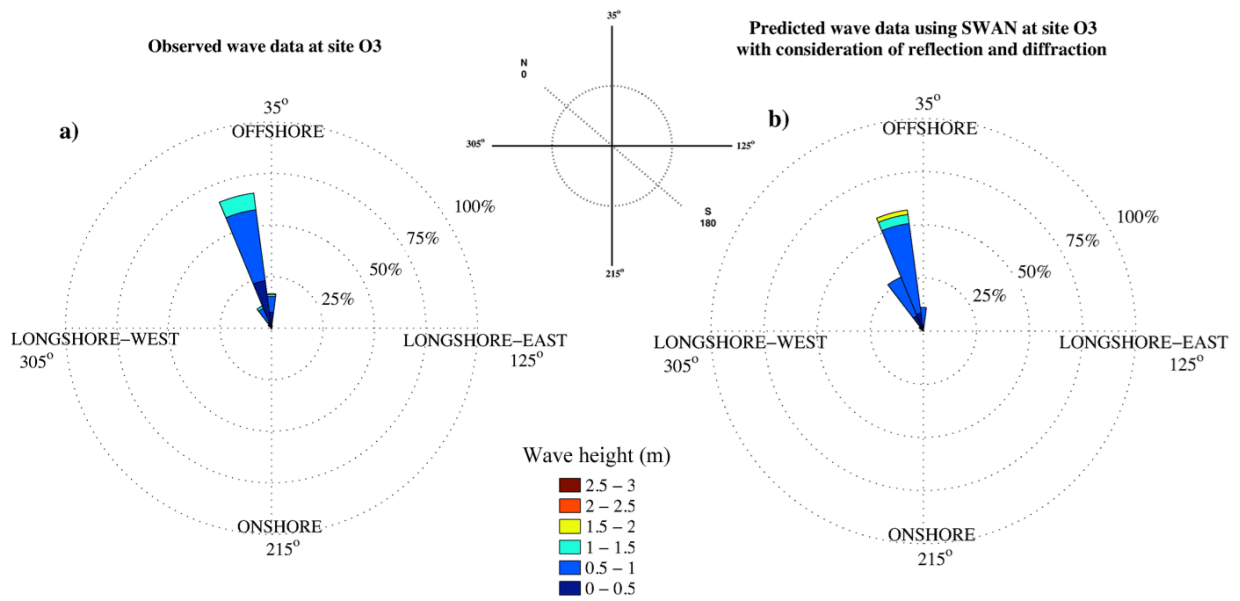 Observed wave data at site O3
Predicted wave data using SWAN at site O3
with consideration of reflection and diffraction
35°
N
0
305°
125°
S
180
215°
a)
35°
OFFSHORE
100%
75%
50%
25%
LONGSHORE–WEST
305°
LONGSHORE–EAST
125°
ONSHORE
215°
b)
35°
OFFSHORE
100%
75%
50%
25%
LONGSHORE–WEST
305°
LONGSHORE–EAST
125°
ONSHORE
215°
Wave height (m)
2.5 – 3
2 – 2.5
1.5 – 2
1 – 1.5
0.5 – 1
0 – 0.5